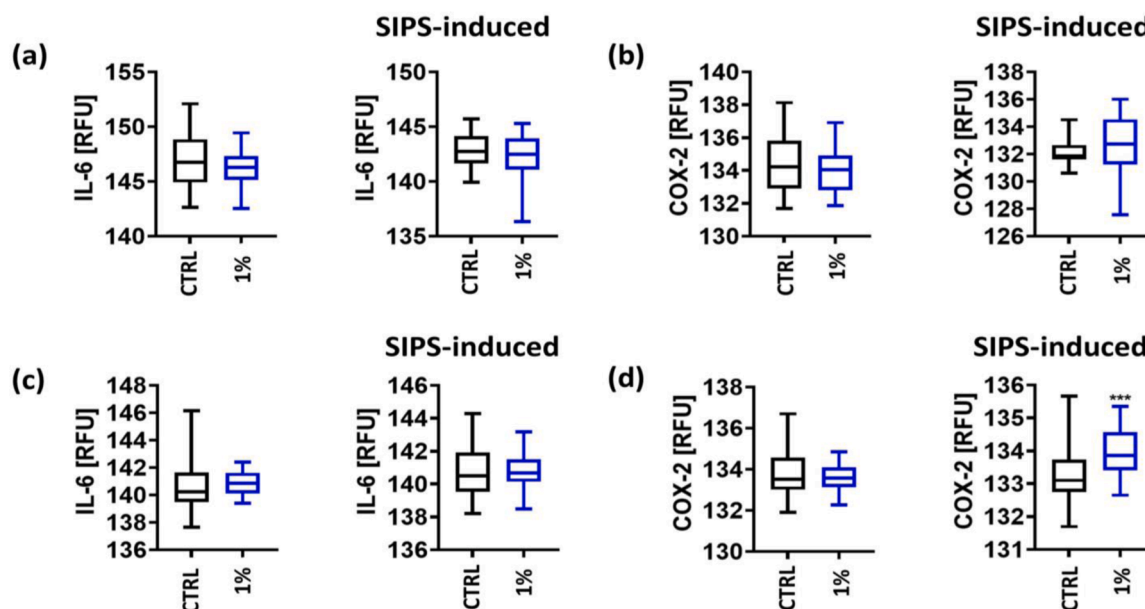 SIPS-induced
SIPS-induced
(a)
(b)
IL-6 [RFU]
155
150
145
140
CTRL
1%
IL-6 [RFU]
150
145
140
135
CTRL
1%
COX-2 [RFU]
140
138
136
134
132
130
CTRL
1%
COX-2 [RFU]
138
136
134
132
130
128
126
CTRL
1%
SIPS-induced
SIPS-induced
(c)
(d)
IL-6 [RFU]
148
146
144
142
140
138
136
CTRL
1%
IL-6 [RFU]
146
144
142
140
138
136
CTRL
1%
COX-2 [RFU]
138
136
134
132
130
CTRL
1%
COX-2 [RFU]
136
135
134
133
132
131
***
CTRL
1%